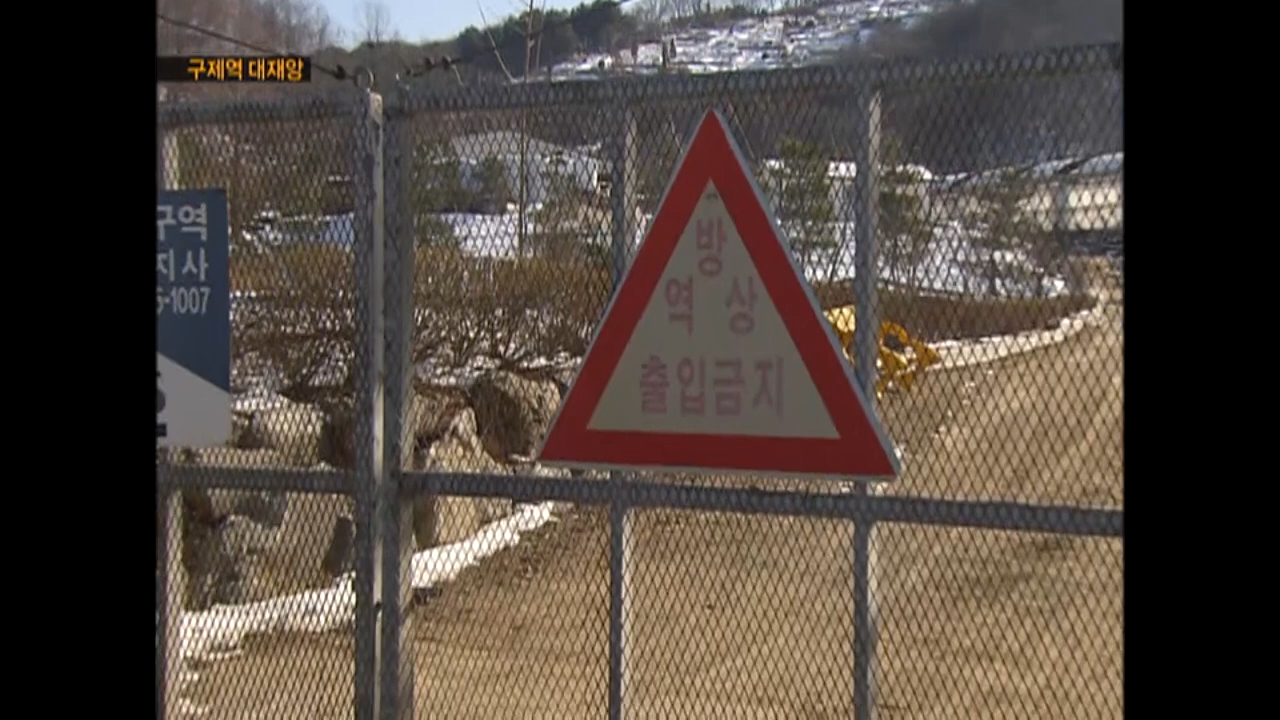 구제역 대재앙
구역
지사
5-1007
방
역 상
출입금지